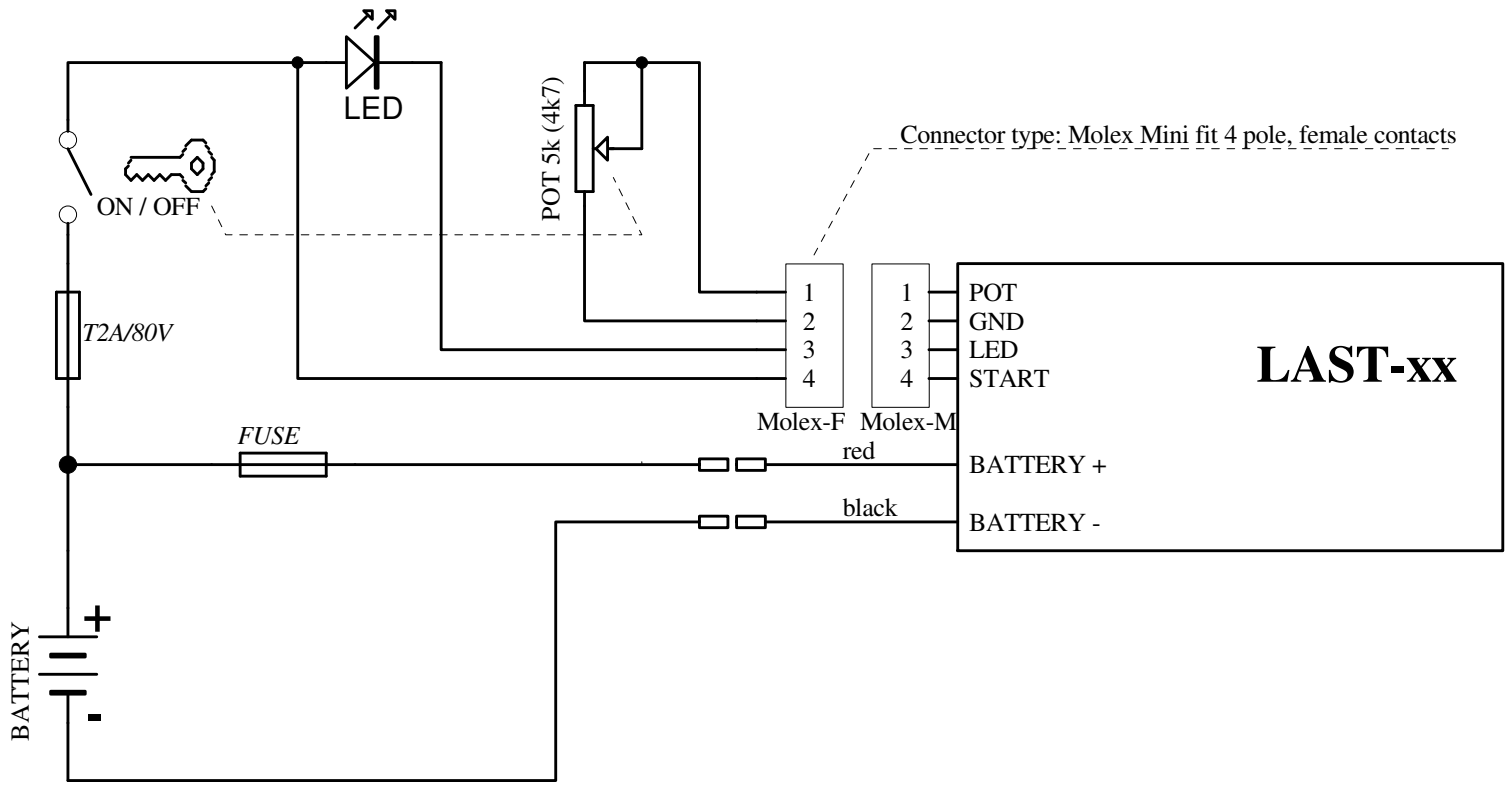 LED
POT 5k (4k7)
Connector type: Molex Mini fit 4 pole, female contacts
ON / OFF
T2A/80V
1
2
3
4
Molex-F
1
2
3
4
Molex-M
POT
GND
LED
START
LAST-xx
FUSE
red
BATTERY +
black
BATTERY -
+
BATTERY
-